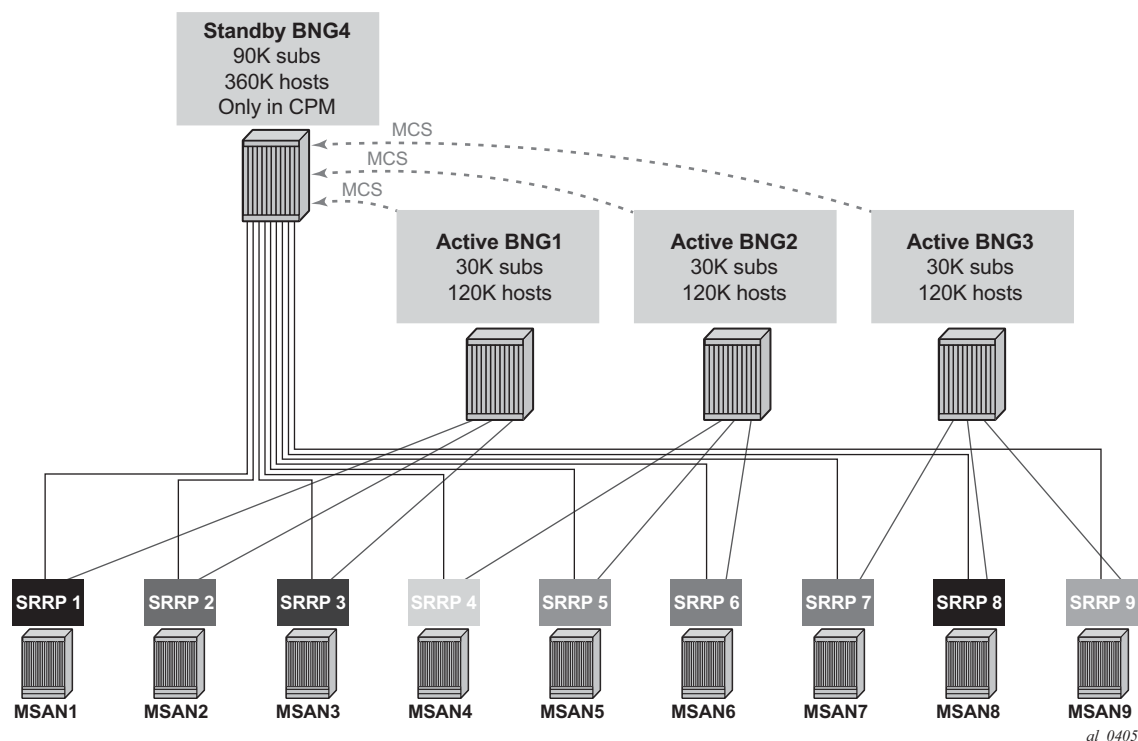 Standby BNG4
90K subs
360K hosts
Only in CPM
MCS
MCS
MCS
Active BNG1
30K subs
120K hosts
Active BNG2
30K subs
120K hosts
Active BNG3
30K subs
120K hosts
SRRP 1
SRRP 2
SRRP 3
SRRP 4
SRRP 5
SRRP 6
SRRP 7
SRRP 8
SRRP 9
MSAN1
MSAN2
MSAN3
MSAN4
MSAN5
MSAN6
MSAN7
MSAN8
MSAN9
al_0405